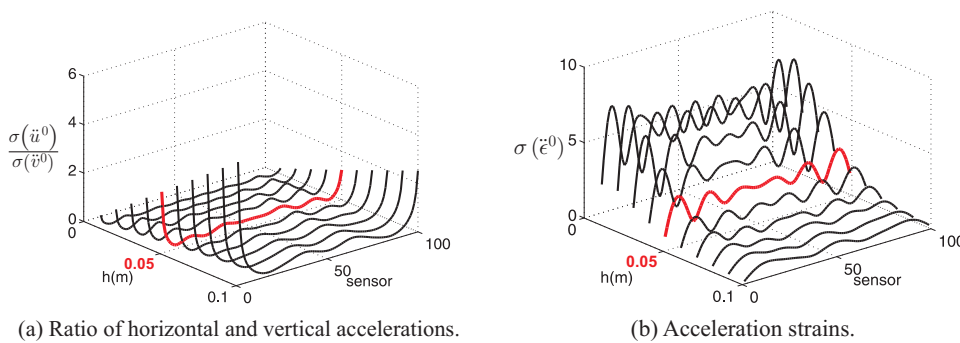 6
4
2
0
σ(ü⁰)
σ(v̈⁰)
0
0.05
h(m)
0.1
0
50
sensor
100
(a) Ratio of horizontal and vertical accelerations.
10
5
0
σ(ϵ̈⁰)
0
0.05
h(m)
0.1
0
50
sensor
100
(b) Acceleration strains.